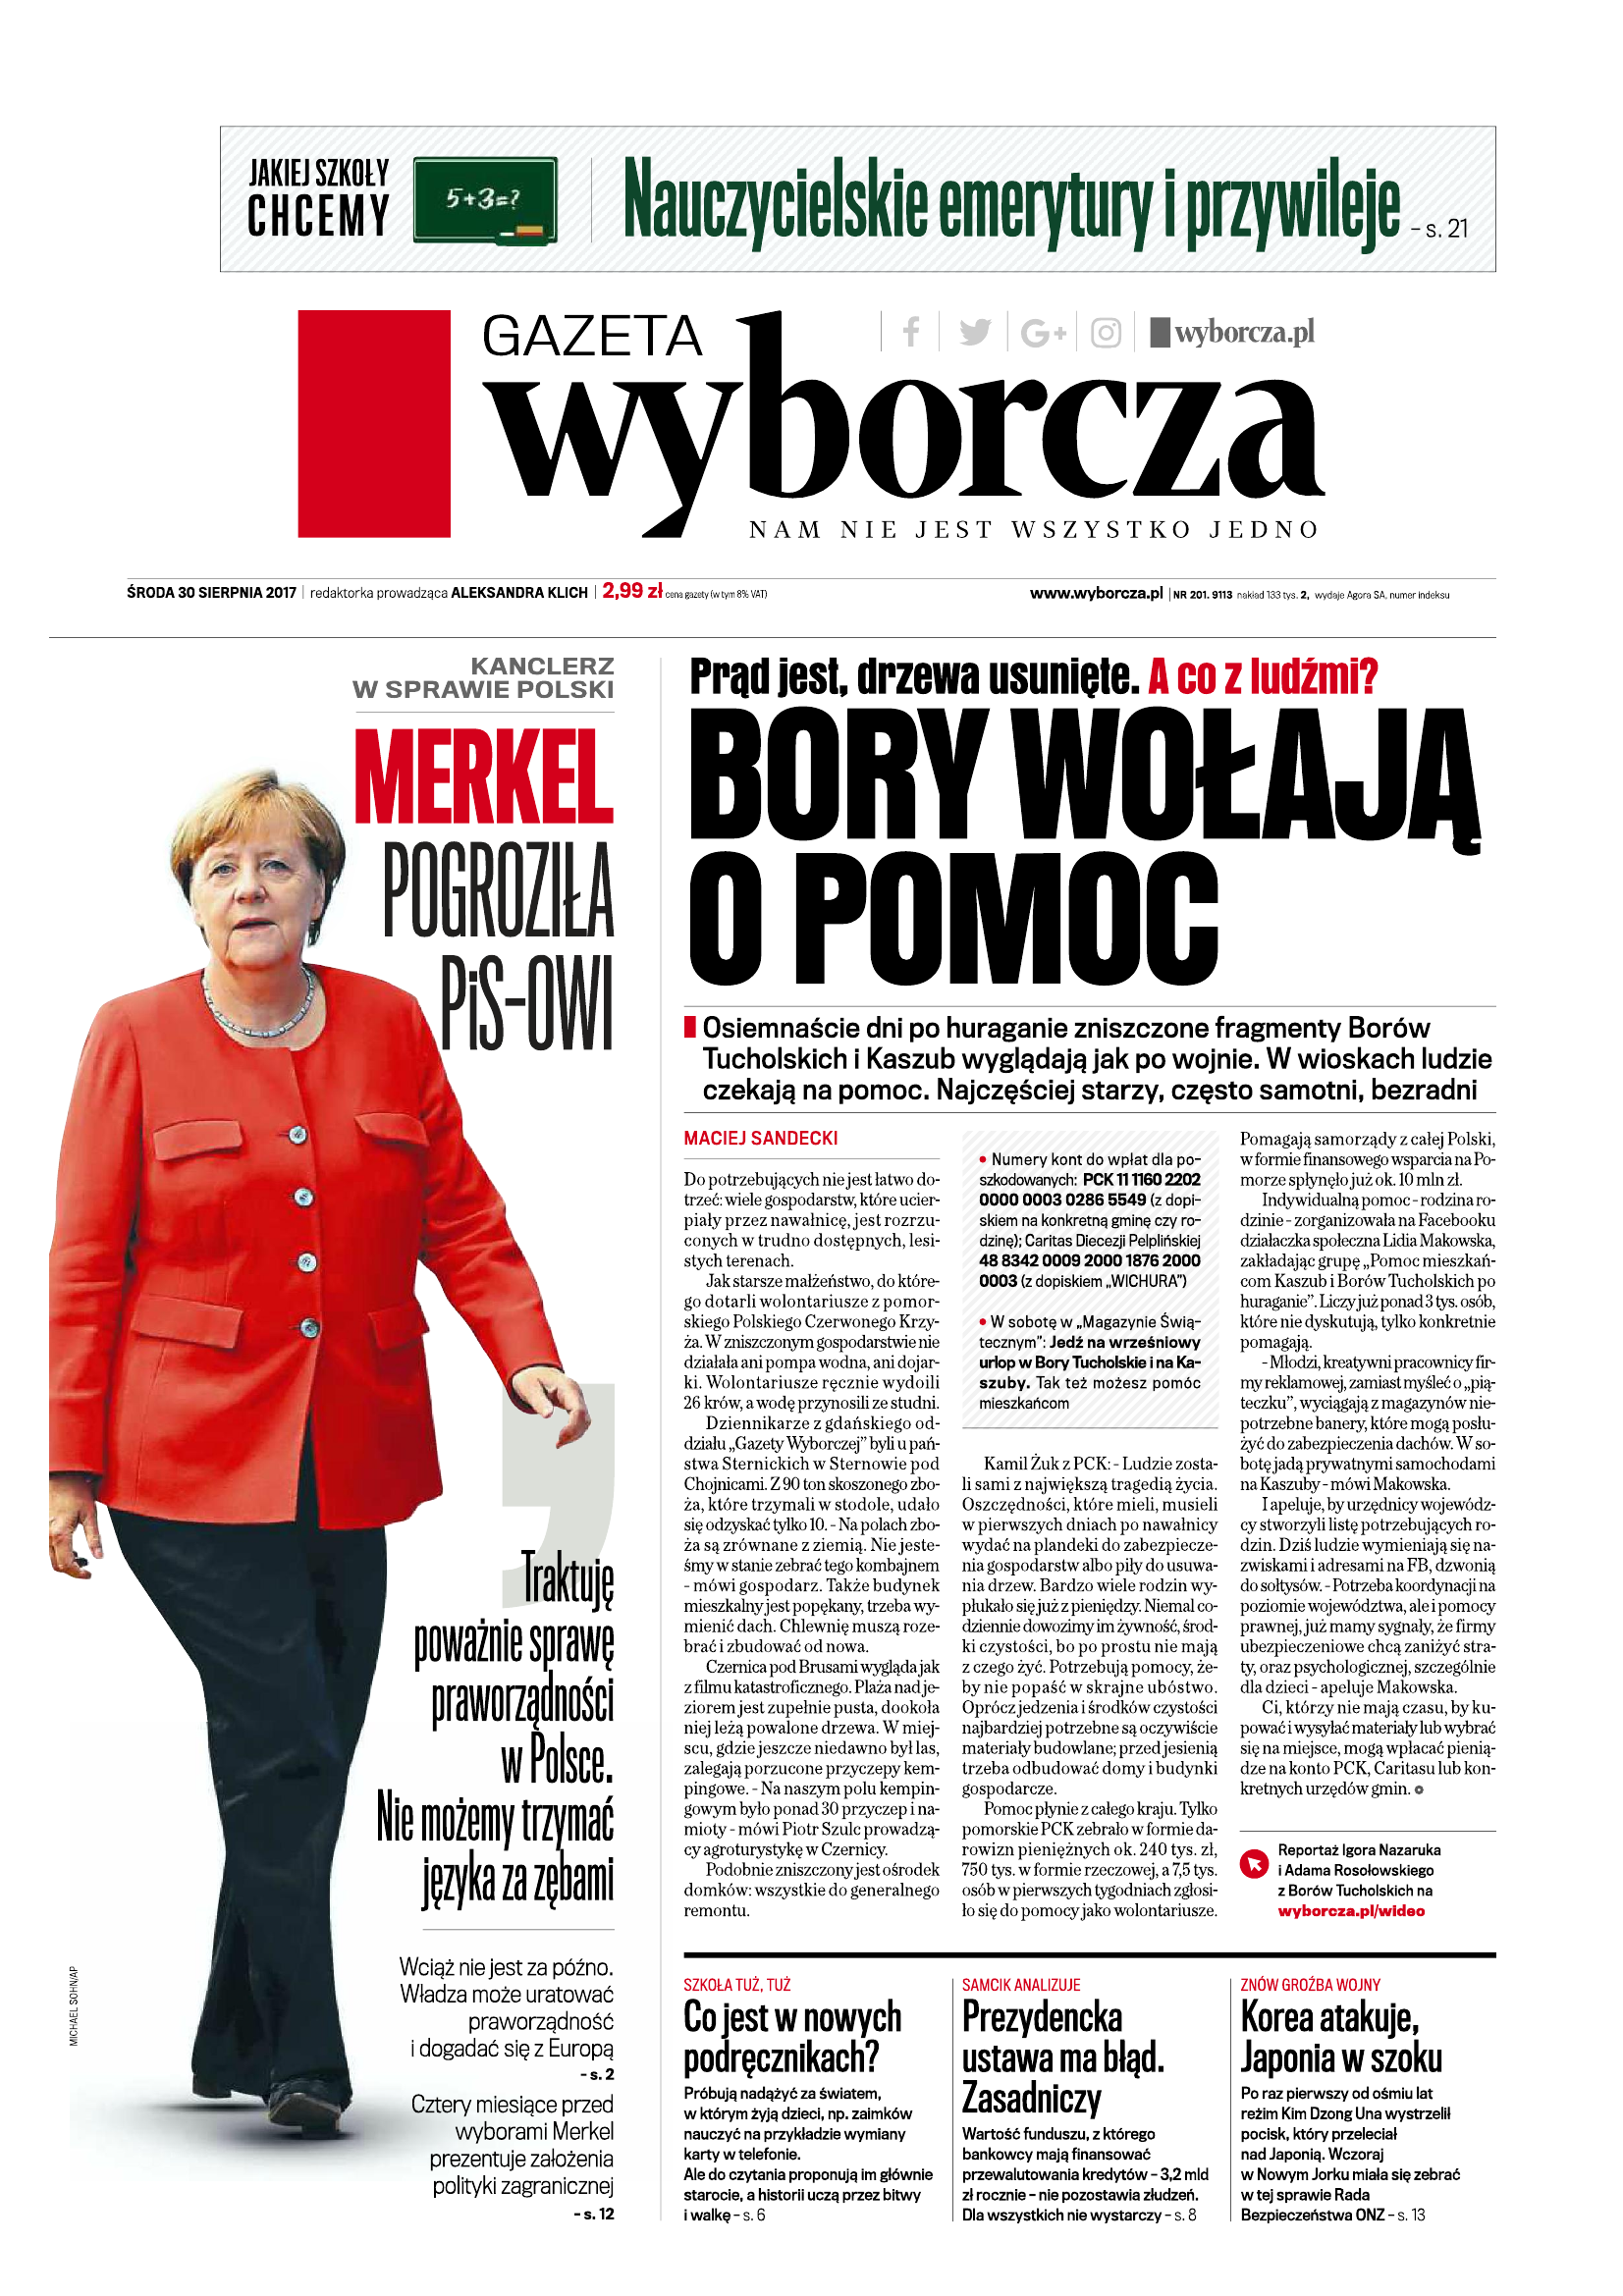 JAKIEJ SZKOŁY
CHCEMY
5+3=?
Nauczycielskie emerytury i przywileje – s. 21
GAZETA
wyborcza.pl
wyborcza
NAM NIE JEST WSZYSTKO JEDNO
ŚRODA 30 SIERPNIA 2017 | redaktorka prowadząca ALEKSANDRA KLICH | 2,99 zł cena gazety (w tym 8% VAT)
www.wyborcza.pl | NR 201. 9113 nakład 133 tys. 2, wydaje Agora SA, numer indeksu
KANCLERZ
W SPRAWIE POLSKI
MERKEL
POGROZIŁA
PiS-OWI
Traktuję
poważnie sprawę
praworządności
w Polsce.
Nie możemy trzymać
języka za zębami
Wciąż nie jest za późno.
Władza może uratować
praworządność
i dogadać się z Europą
– s. 2
Cztery miesiące przed
wyborami Merkel
prezentuje założenia
polityki zagranicznej
– s. 12
MICHAEL SOHN/AP
Prąd jest, drzewa usunięte. A co z ludźmi?
BORY WOŁAJĄ
O POMOC
Osiemnaście dni po huraganie zniszczone fragmenty Borów
Tucholskich i Kaszub wyglądają jak po wojnie. W wioskach ludzie
czekają na pomoc. Najczęściej starzy, często samotni, bezradni
MACIEJ SANDECKI
Do potrzebujących nie jest łatwo do-
trzeć: wiele gospodarstw, które ucier-
piały przez nawałnicę, jest rozrzu-
conych w trudno dostępnych, lesi-
stych terenach.
Jak starsze małżeństwo, do które-
go dotarli wolontariusze z pomor-
skiego Polskiego Czerwonego Krzy-
ża. W zniszczonym gospodarstwie nie
działała ani pompa wodna, ani dojar-
ki. Wolontariusze ręcznie wydoili
26 krów, a wodę przynosili ze studni.
Dziennikarze z gdańskiego od-
działu „Gazety Wyborczej” byli u pań-
stwa Sternickich w Sternowie pod
Chojnicami. Z 90 ton skoszonego zbo-
ża, które trzymali w stodole, udało
się odzyskać tylko 10. - Na polach zbo-
ża są zrównane z ziemią. Nie jeste-
śmy w stanie zebrać tego kombajnem
- mówi gospodarz. Także budynek
mieszkalny jest popękany, trzeba wy-
mienić dach. Chlewnię muszą roze-
brać i zbudować od nowa.
Czernica pod Brusami wygląda jak
z filmu katastroficznego. Plaża nad je-
ziorem jest zupełnie pusta, dookoła
niej leżą powalone drzewa. W miej-
scu, gdzie jeszcze niedawno był las,
zalegają porzucone przyczepy kem-
pingowe. - Na naszym polu kempin-
gowym było ponad 30 przyczep i na-
mioty - mówi Piotr Szulc prowadzą-
cy agroturystykę w Czernicy.
Podobnie zniszczony jest ośrodek
domków: wszystkie do generalnego
remontu.
• Numery kont do wpłat dla po-
szkodowanych: PCK 11 1160 2202
0000 0003 0286 5549 (z dopi-
skiem na konkretną gminę czy ro-
dzinę); Caritas Diecezji Pelplińskiej
48 8342 0009 2000 1876 2000
0003 (z dopiskiem „WICHURA”)
• W sobotę w „Magazynie Świą-
tecznym”: Jedź na wrześniowy
urlop w Bory Tucholskie i na Ka-
szuby. Tak też możesz pomóc
mieszkańcom
Kamil Żuk z PCK: - Ludzie zosta-
li sami z największą tragedią życia.
Oszczędności, które mieli, musieli
w pierwszych dniach po nawałnicy
wydać na plandeki do zabezpiecze-
nia gospodarstw albo piły do usuwa-
nia drzew. Bardzo wiele rodzin wy-
płukało się już z pieniędzy. Niemal co-
dziennie dowozimy im żywność, środ-
ki czystości, bo po prostu nie mają
z czego żyć. Potrzebują pomocy, że-
by nie popaść w skrajne ubóstwo.
Oprócz jedzenia i środków czystości
najbardziej potrzebne są oczywiście
materiały budowlane; przed jesienią
trzeba odbudować domy i budynki
gospodarcze.
Pomoc płynie z całego kraju. Tylko
pomorskie PCK zebrało w formie da-
rowizn pieniężnych ok. 240 tys. zł,
750 tys. w formie rzeczowej, a 7,5 tys.
osób w pierwszych tygodniach zgłosi-
ło się do pomocy jako wolontariusze.
Pomagają samorządy z całej Polski,
w formie finansowego wsparcia na Po-
morze spłynęło już ok. 10 mln zł.
Indywidualną pomoc - rodzina ro-
dzinie - zorganizowała na Facebooku
działaczka społeczna Lidia Makowska,
zakładając grupę „Pomoc mieszkań-
com Kaszub i Borów Tucholskich po
huraganie”. Liczy już ponad 3 tys. osób,
które nie dyskutują, tylko konkretnie
pomagają.
- Młodzi, kreatywni pracownicy fir-
my reklamowej, zamiast myśleć o „pią-
teczku”, wyciągają z magazynów nie-
potrzebne banery, które mogą posłu-
żyć do zabezpieczenia dachów. W so-
botę jadą prywatnymi samochodami
na Kaszuby - mówi Makowska.
I apeluje, by urzędnicy wojewódz-
cy stworzyli listę potrzebujących ro-
dzin. Dziś ludzie wymieniają się na-
zwiskami i adresami na FB, dzwonią
do sołtysów. - Potrzeba koordynacji na
poziomie województwa, ale i pomocy
prawnej, już mamy sygnały, że firmy
ubezpieczeniowe chcą zaniżyć stra-
ty, oraz psychologicznej, szczególnie
dla dzieci - apeluje Makowska.
Ci, którzy nie mają czasu, by ku-
pować i wysyłać materiały lub wybrać
się na miejsce, mogą wpłacać pienią-
dze na konto PCK, Caritasu lub kon-
kretnych urzędów gmin.
Reportaż Igora Nazaruka
i Adama Rosołowskiego
z Borów Tucholskich na
wyborcza.pl/wideo
SZKOŁA TUŻ, TUŻ
Co jest w nowych
podręcznikach?
Próbują nadążyć za światem,
w którym żyją dzieci, np. zaimków
nauczyć na przykładzie wymiany
karty w telefonie.
Ale do czytania proponują im głównie
starocie, a historii uczą przez bitwy
i walkę – s. 6
SAMCIK ANALIZUJE
Prezydencka
ustawa ma błąd.
Zasadniczy
Wartość funduszu, z którego
bankowcy mają finansować
przewalutowania kredytów – 3,2 mld
zł rocznie – nie pozostawia złudzeń.
Dla wszystkich nie wystarczy – s. 8
ZNÓW GROŹBA WOJNY
Korea atakuje,
Japonia w szoku
Po raz pierwszy od ośmiu lat
reżim Kim Dzong Una wystrzelił
pocisk, który przeleciał
nad Japonią. Wczoraj
w Nowym Jorku miała się zebrać
w tej sprawie Rada
Bezpieczeństwa ONZ – s. 13